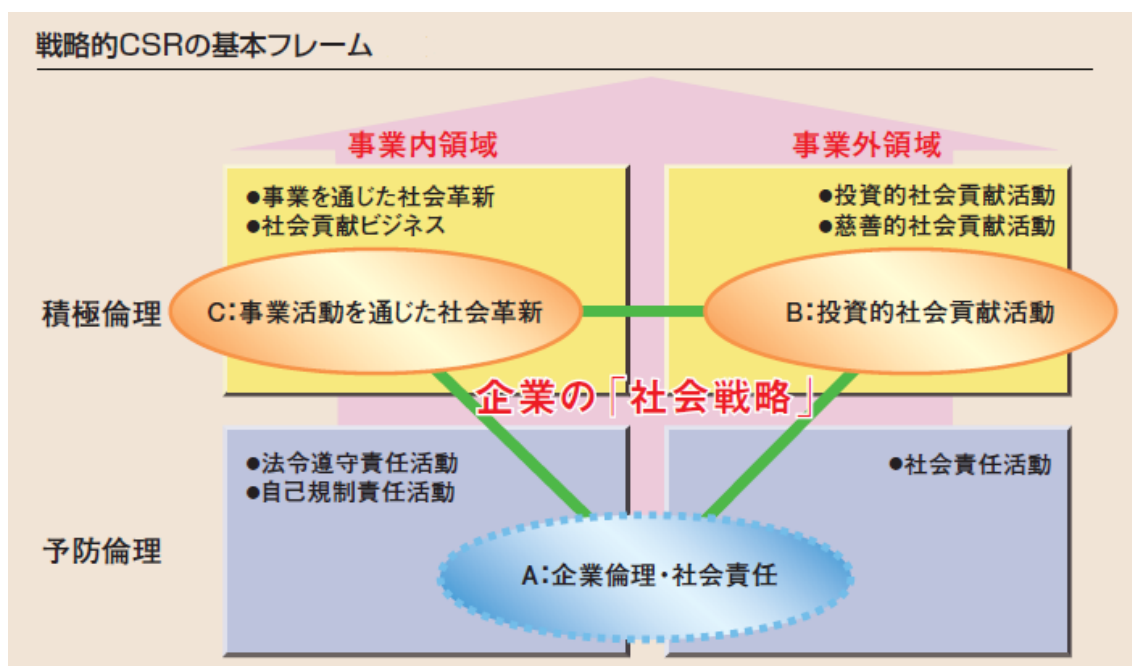 戦略的CSRの基本フレーム
事業内領域
事業外領域
●事業を通じた社会革新
●社会貢献ビジネス
●投資的社会貢献活動
●慈善的社会貢献活動
積極倫理
C:事業活動を通じた社会革新
B:投資的社会貢献活動
企業の「社会戦略」
●法令遵守責任活動
●自己規制責任活動
●社会責任活動
予防倫理
A:企業倫理・社会責任